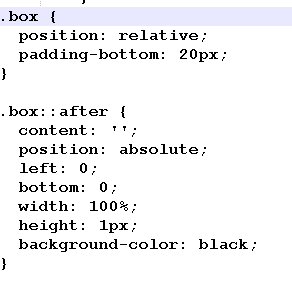 .box {
  position: relative;
  padding-bottom: 20px;
}

.box::after {
  content: '';
  position: absolute;
  left: 0;
  bottom: 0;
  width: 100%;
  height: 1px;
  background-color: black;
}